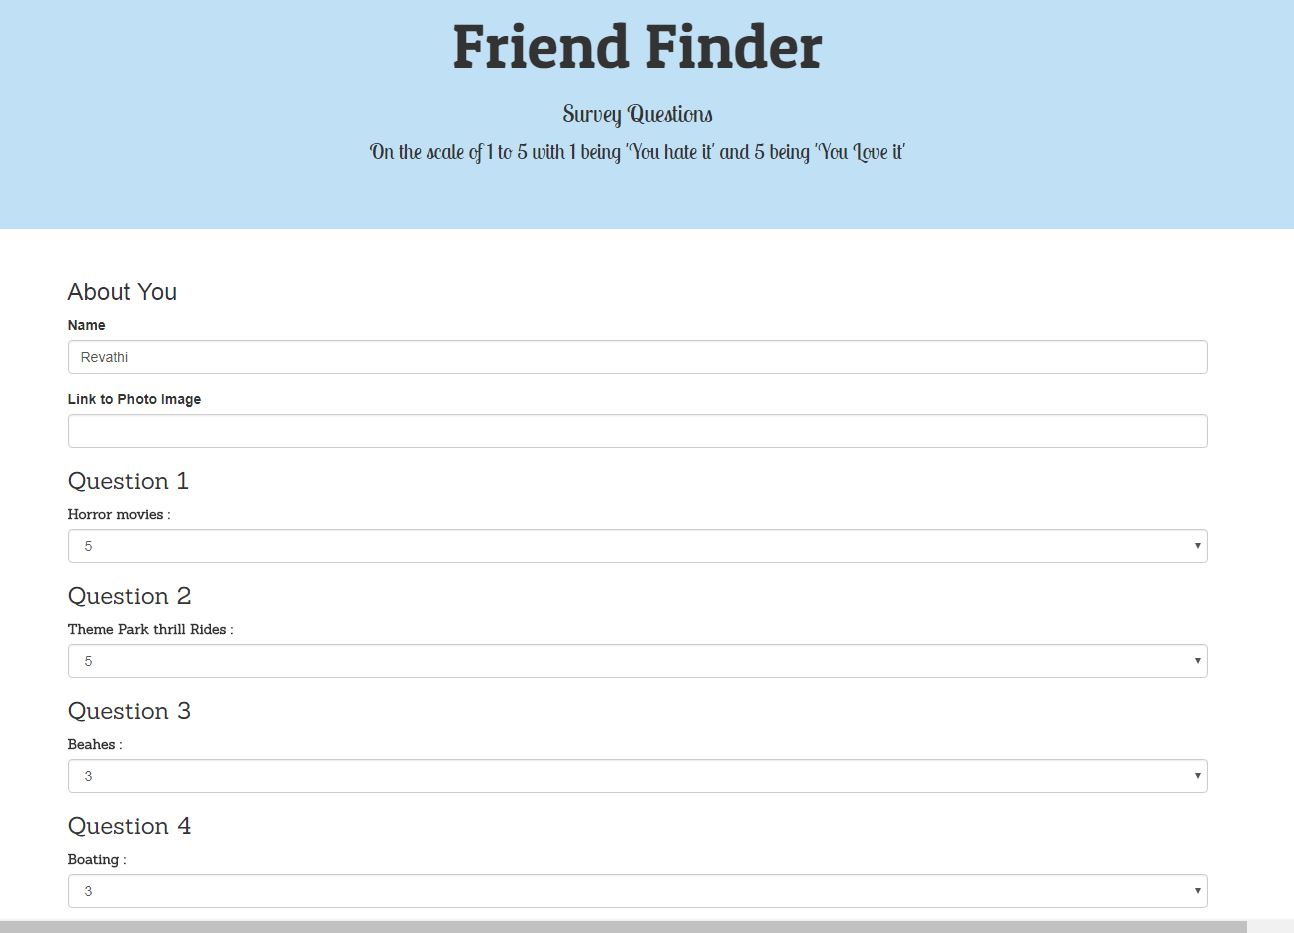 Friend Finder
Survey Questions
On the scale of 1 to 5 with 1 being 'You hate it' and 5 being 'You Love it'
About You
Name
Revathi
Link to Photo Image
Question 1
Horror movies :
5
Question 2
Theme Park thrill Rides :
5
Question 3
Beahes :
3
Question 4
Boating :
3